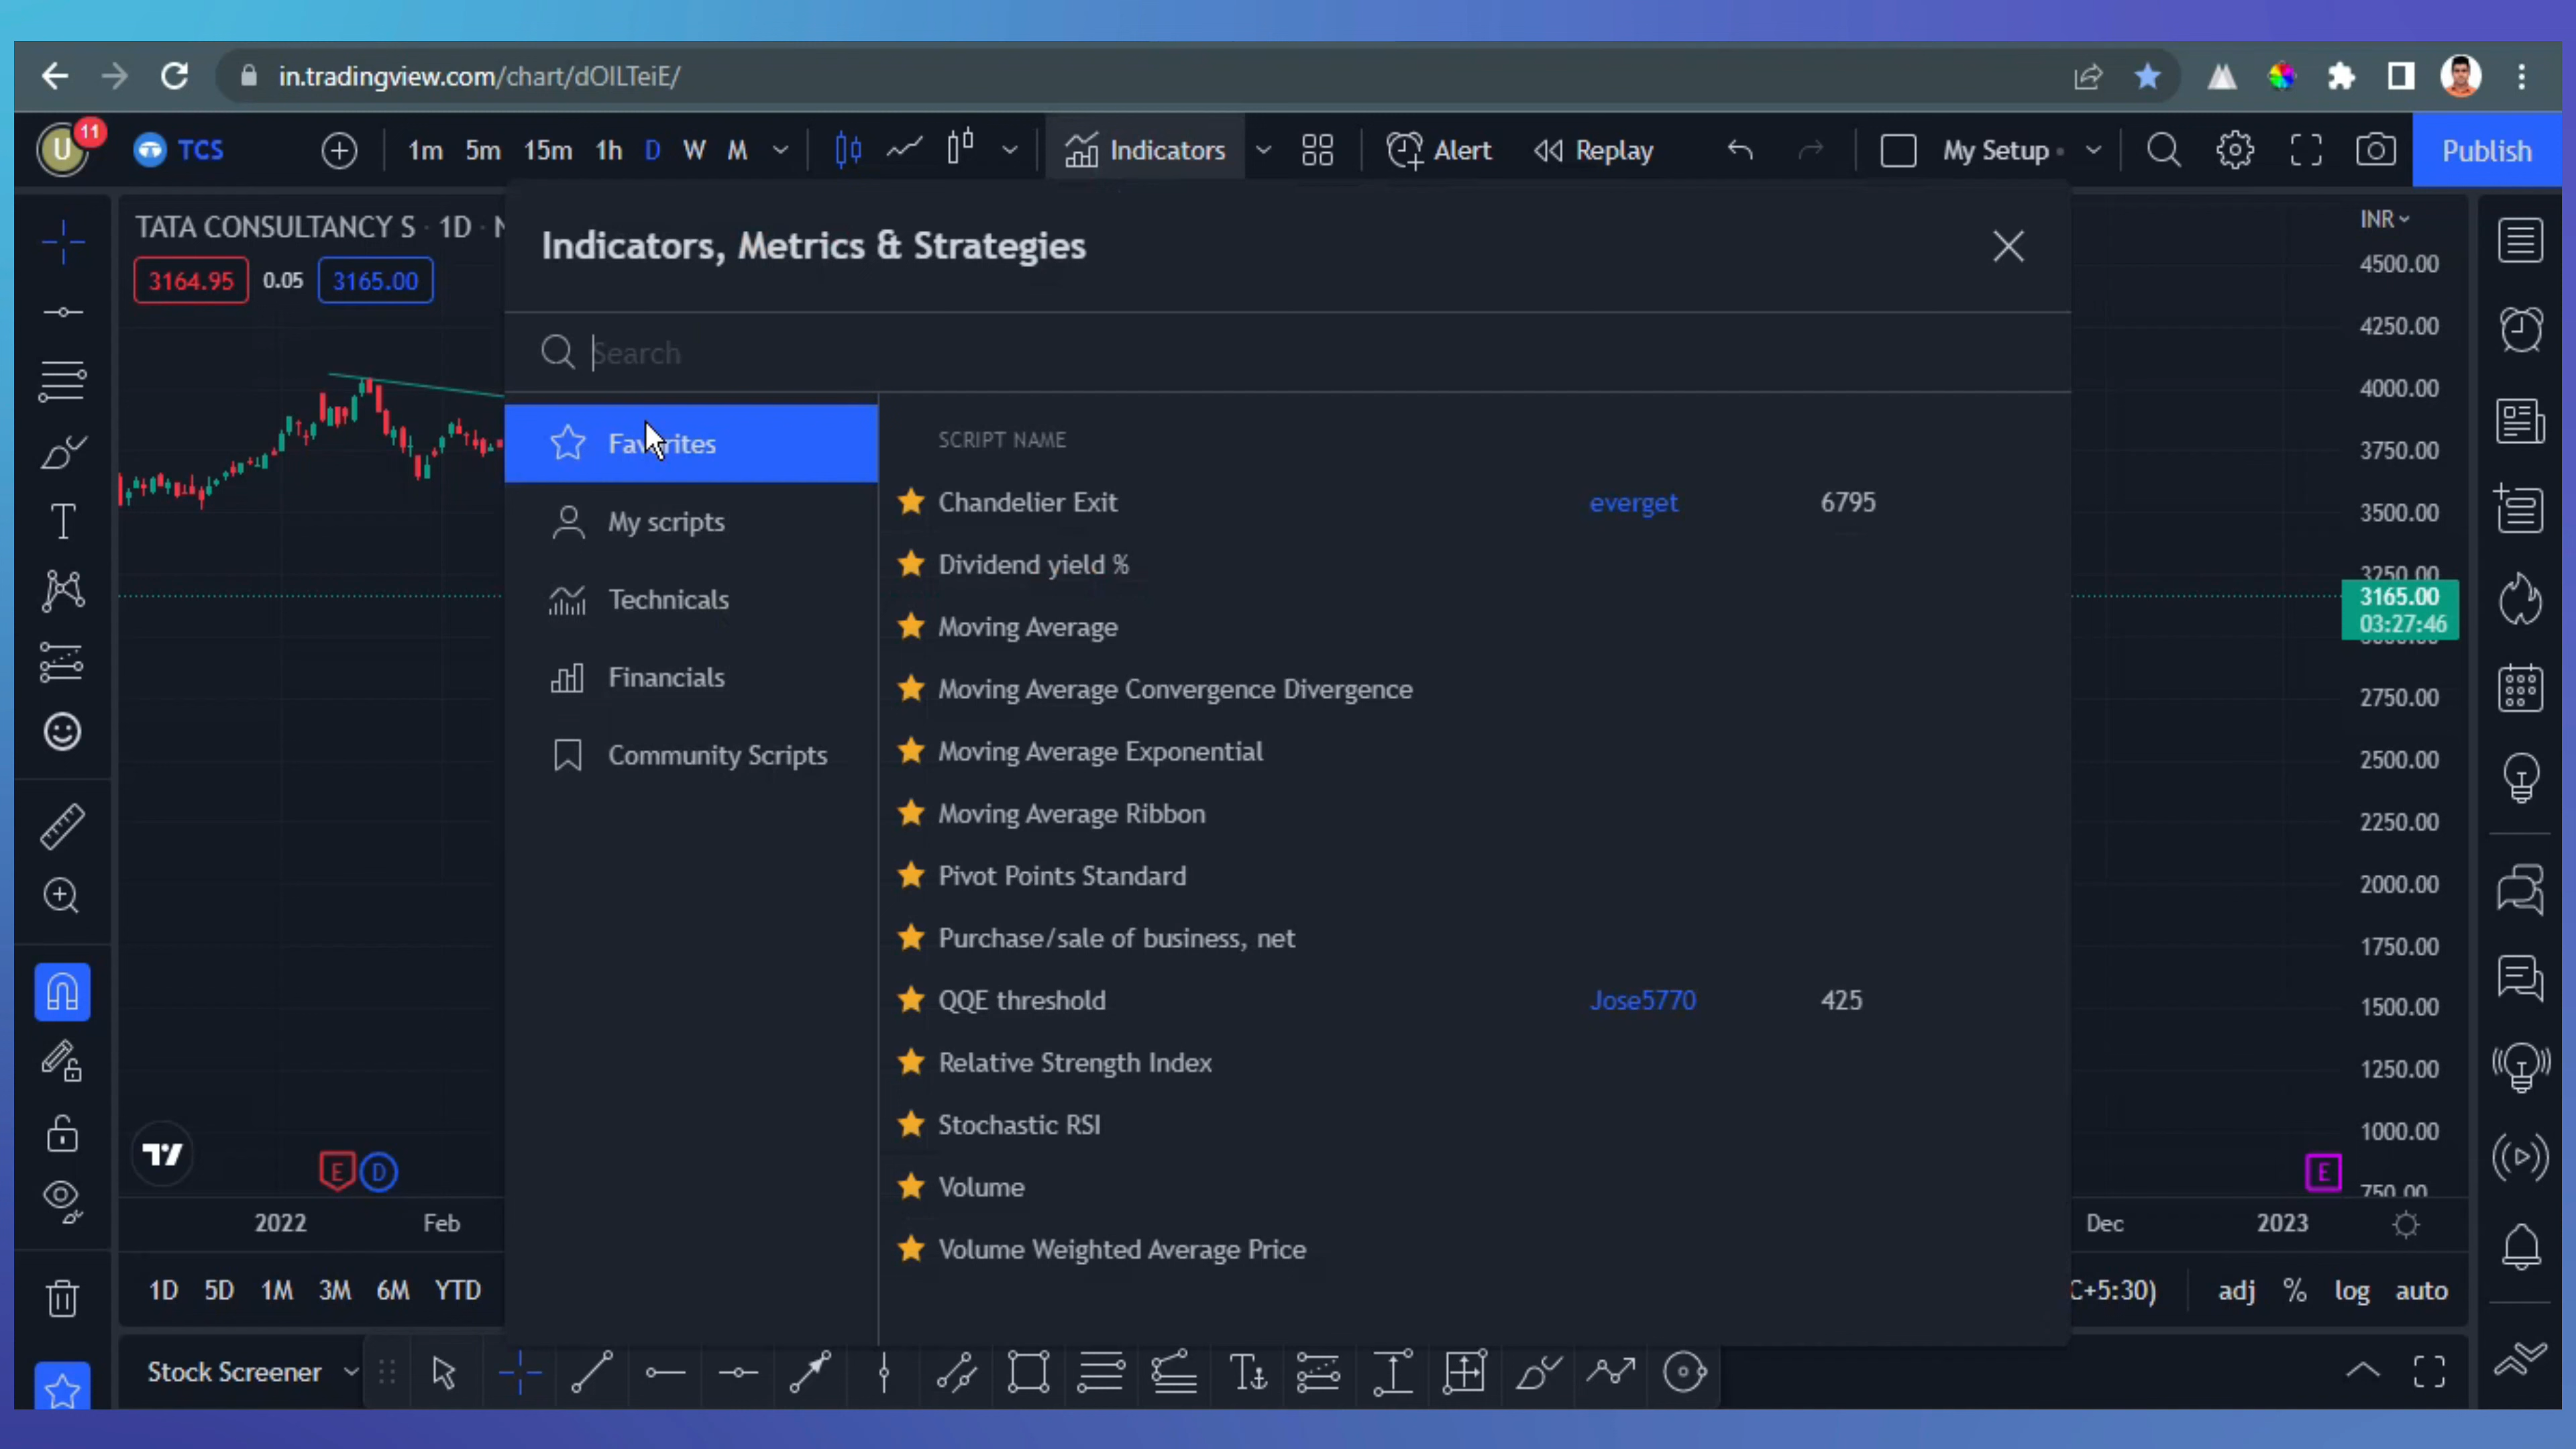 in.tradingview.com/chart/dOILTeiE/
U 11 TCS 1m 5m 15m 1h D W M Indicators Alert Replay My Setup Publish
TATA CONSULTANCY S · 1D ·
3164.95 0.05 3165.00
Indicators, Metrics & Strategies
Search
Favorites
My scripts
Technicals
Financials
Community Scripts
SCRIPT NAME
Chandelier Exit everget 6795
Dividend yield %
Moving Average
Moving Average Convergence Divergence
Moving Average Exponential
Moving Average Ribbon
Pivot Points Standard
Purchase/sale of business, net
QQE threshold Jose5770 425
Relative Strength Index
Stochastic RSI
Volume
Volume Weighted Average Price
INR
4500.00
4250.00
4000.00
3750.00
3500.00
3250.00
3165.00
03:27:46
2750.00
2500.00
2250.00
2000.00
1750.00
1500.00
1250.00
1000.00
750.00
E D E
2022 Feb Dec 2023
1D 5D 1M 3M 6M YTD C+5:30) adj % log auto
Stock Screener